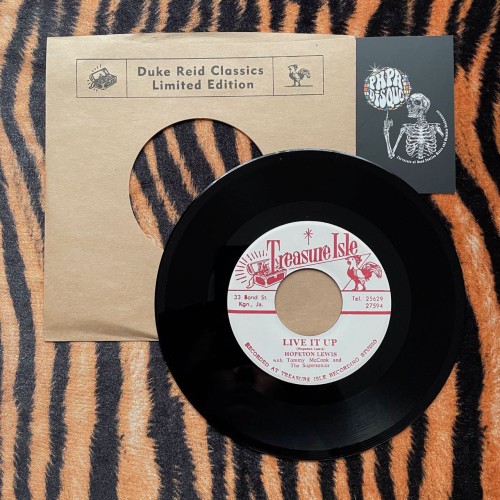 Duke Reid Classics
Limited Edition
PAPA
DISQUO
Treasure Isle
33 Bond St.
Kgn., Ja.
Tel. 25629
27594
LIVE IT UP
(Hopeton Lewis)
HOPETON LEWIS
with Tommy McCook and
The Supersonics
RECORDED AT TREASURE ISLE RECORDING STUDIO